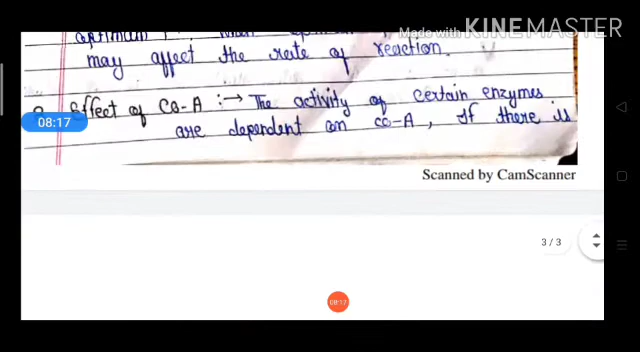 Made with KINEMASTER
optimum
may affect the rate of reaction.
Effect of Co-A :→ The activity of certain enzymes
08:17
are dependent on co-A, If there is
Scanned by CamScanner
3 / 3
08:17